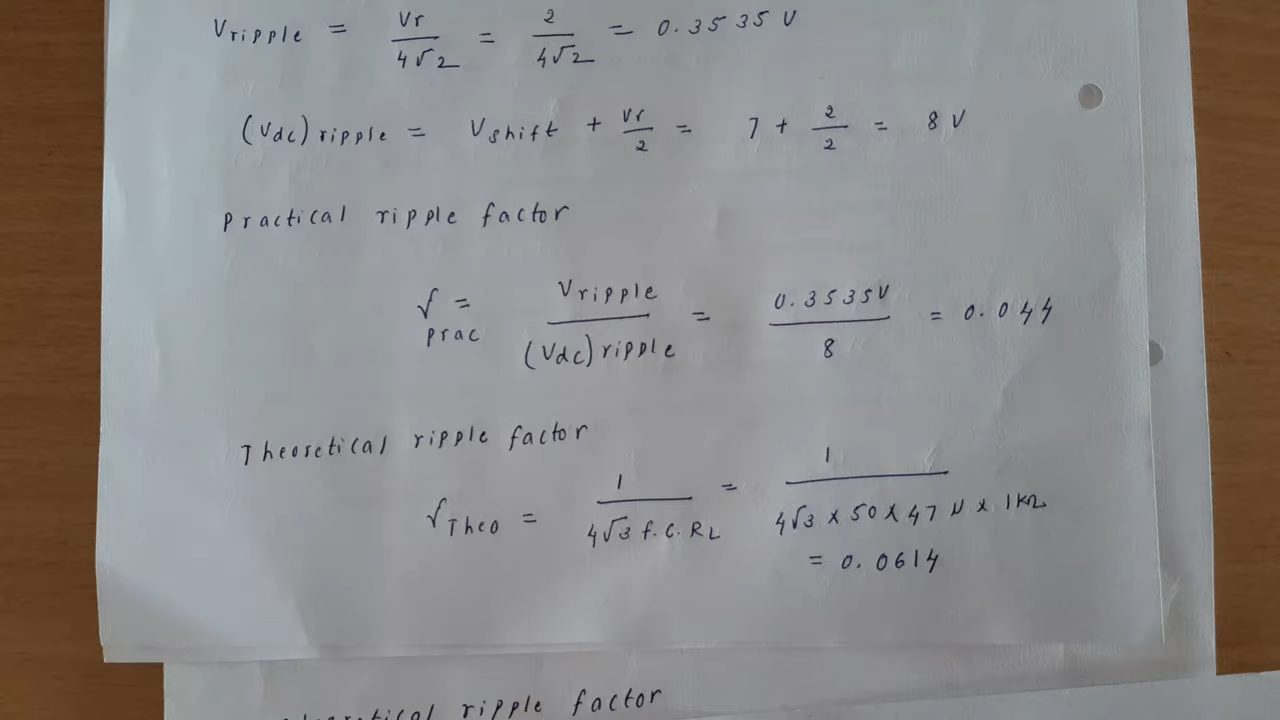 Vripple = Vr / 4√2 = 2 / 4√2 = 0.3535 V
(Vdc) ripple = Vshift + Vr / 2 = 7 + 2 / 2 = 8 V
Practical ripple factor
√prac = Vripple / (Vdc) ripple = 0.3535V / 8 = 0.044
Theoretical ripple factor
√Theo = 1 / 4√3 f.C.RL = 1 / 4√3 × 50 × 47 μ × 1KΩ
= 0.0614
ripple factor